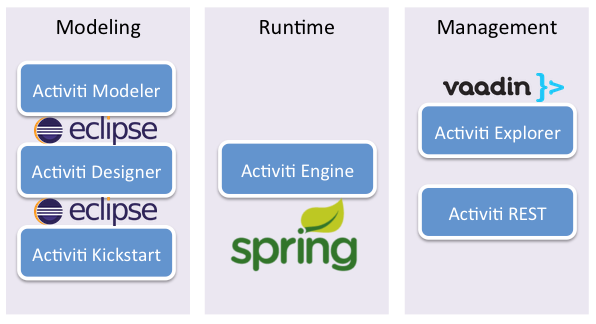 Modeling
Activiti Modeler
eclipse
Activiti Designer
eclipse
Activiti Kickstart
Runtime
Activiti Engine
spring
Management
vaadin }>
Activiti Explorer
Activiti REST